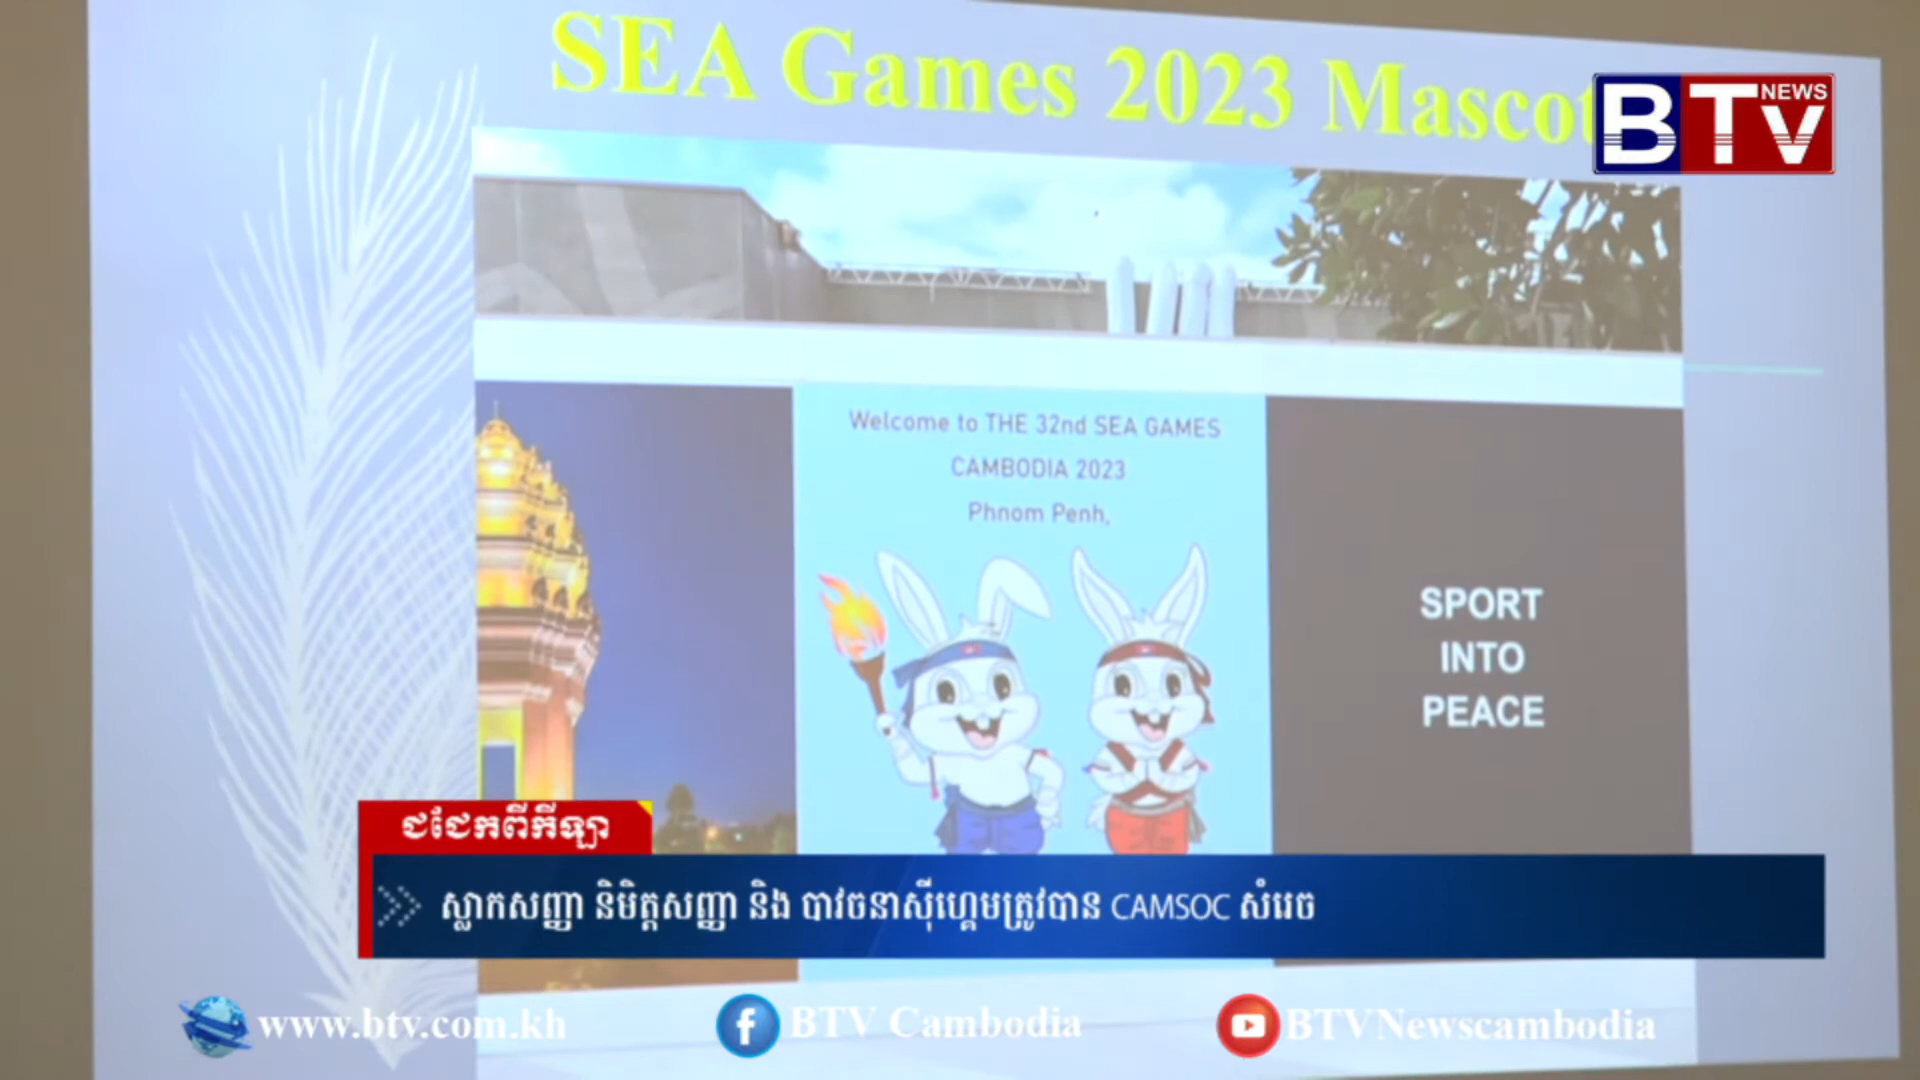 SEA Games 2023 Mascot
BTV NEWS
Welcome to THE 32nd SEA GAMES
CAMBODIA 2023
Phnom Penh,
SPORT
INTO
PEACE
ជជែកពីកីឡា
ស្លាកសញ្ញា និមិត្តសញ្ញា និង បាវចនាស៊ីហ្គេមត្រូវបាន CAMSOC សំរេច
www.btv.com.kh
BTV Cambodia
BTVNewscambodia